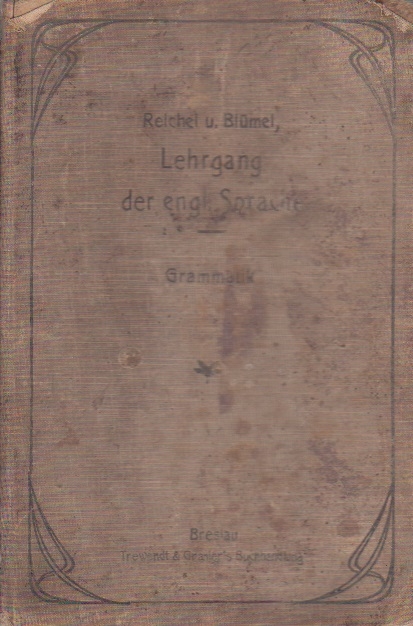 Reichel u. Blümel,
Lehrgang
der engl. Sprache
Grammatik
Breslau
Trewendt & Granier's Buchhandlung